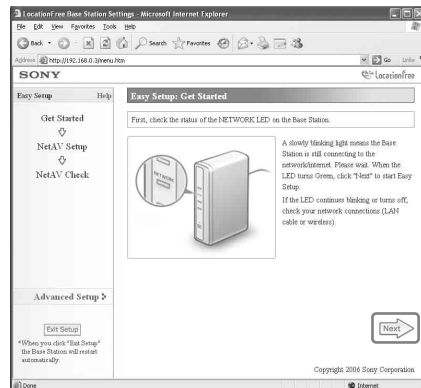 LocationFree Base Station Settings - Microsoft Internet Explorer
File Edit View Favorites Tools Help
Back Search Favorites
Address http://192.168.0.3/menu.htm Go Links
SONY LocationFree
Easy Setup Help
Get Started
NetAV Setup
NetAV Check
Advanced Setup
Exit Setup
*When you click "Exit Setup"
the Base Station will restart
automatically.
Easy Setup: Get Started
First, check the status of the NETWORK LED on the Base Station.
NETWORK
A slowly blinking light means the Base
Station is still connecting to the
network/internet. Please wait. When the
LED turns Green, click "Next" to start Easy
Setup.
If the LED continues blinking or turns off,
check your network connections (LAN
cable or wireless).
Next
Copyright 2006 Sony Corporation
Done Internet